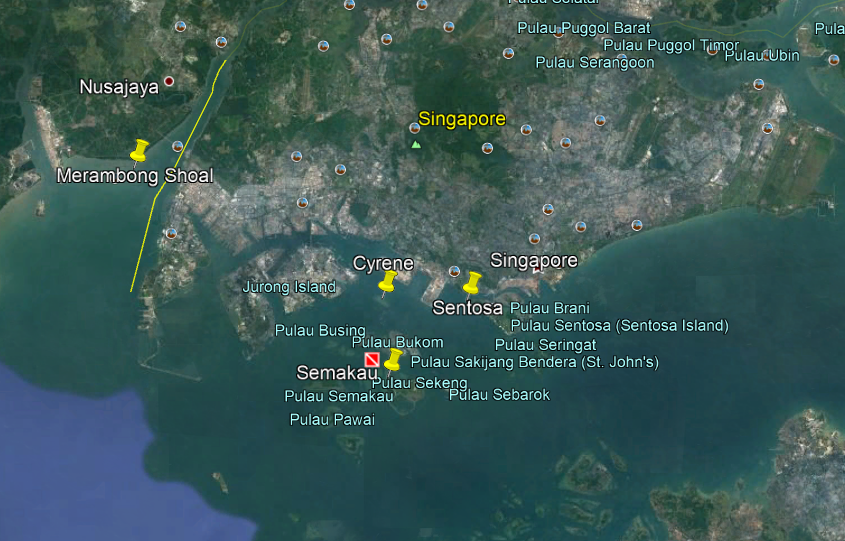 Pulau Seletar
Pulau Puggol Barat
Pulau
Pulau Puggol Timor
Pulau Ubin
Pulau Serangoon
Nusajaya
Singapore
Merambong Shoal
Cyrene
Singapore
Jurong Island
Sentosa
Pulau Brani
Pulau Sentosa (Sentosa Island)
Pulau Busing
Pulau Bukom
Pulau Seringat
Pulau Sakijang Bendera (St. John's)
Semakau
Pulau Sekeng
Pulau Semakau
Pulau Sebarok
Pulau Pawai